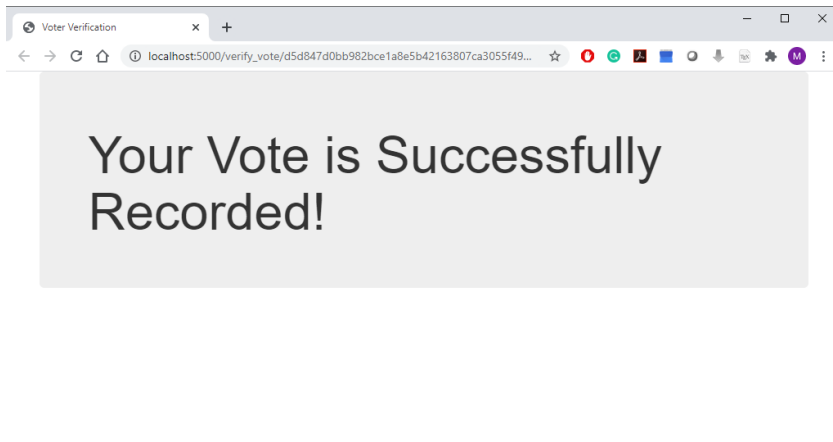 Voter Verification
localhost:5000/verify_vote/d5d847d0bb982bce1a8e5b42163807ca3055f49...
M
Your Vote is Successfully
Recorded!